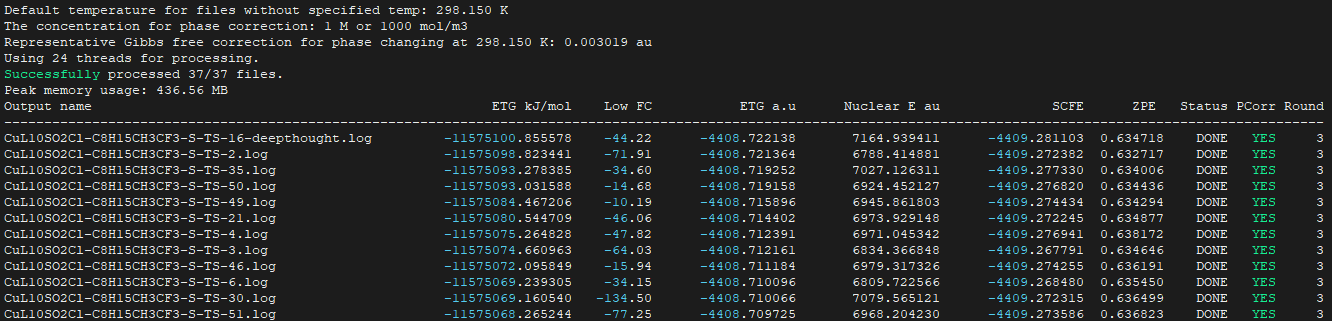 Default temperature for files without specified temp: 298.150 K
The concentration for phase correction: 1 M or 1000 mol/m3
Representative Gibbs free correction for phase changing at 298.150 K: 0.003019 au
Using 24 threads for processing.
Successfully processed 37/37 files.
Peak memory usage: 436.56 MB
Output name ETG kJ/mol Low FC ETG a.u Nuclear E au SCFE ZPE Status PCorr Round
CuL10SO2Cl-C8H15CH3CF3-S-TS-16-deepthought.log -11575100.855578 -44.22 -4408.722138 7164.939411 -4409.281103 0.634718 DONE YES 3
CuL10SO2Cl-C8H15CH3CF3-S-TS-2.log -11575098.823441 -71.91 -4408.721364 6788.414881 -4409.272382 0.632717 DONE YES 3
CuL10SO2Cl-C8H15CH3CF3-S-TS-35.log -11575093.278385 -34.60 -4408.719252 7027.126311 -4409.277330 0.634006 DONE YES 3
CuL10SO2Cl-C8H15CH3CF3-S-TS-50.log -11575093.031588 -14.68 -4408.719158 6924.452127 -4409.276820 0.634436 DONE YES 3
CuL10SO2Cl-C8H15CH3CF3-S-TS-49.log -11575084.467206 -10.19 -4408.715896 6945.861803 -4409.274434 0.634294 DONE YES 3
CuL10SO2Cl-C8H15CH3CF3-S-TS-21.log -11575080.544709 -46.06 -4408.714402 6973.929148 -4409.272245 0.634877 DONE YES 3
CuL10SO2Cl-C8H15CH3CF3-S-TS-4.log -11575075.264828 -47.82 -4408.712391 6971.045342 -4409.276941 0.638172 DONE YES 3
CuL10SO2Cl-C8H15CH3CF3-S-TS-3.log -11575074.660963 -64.03 -4408.712161 6834.366848 -4409.267791 0.634646 DONE YES 3
CuL10SO2Cl-C8H15CH3CF3-S-TS-46.log -11575072.095849 -15.94 -4408.711184 6979.317326 -4409.274255 0.636191 DONE YES 3
CuL10SO2Cl-C8H15CH3CF3-S-TS-6.log -11575069.239305 -34.15 -4408.710096 6809.722566 -4409.268480 0.635450 DONE YES 3
CuL10SO2Cl-C8H15CH3CF3-S-TS-30.log -11575069.160540 -134.50 -4408.710066 7079.565121 -4409.272315 0.636499 DONE YES 3
CuL10SO2Cl-C8H15CH3CF3-S-TS-51.log -11575068.265244 -77.25 -4408.709725 6968.204230 -4409.273586 0.636823 DONE YES 3